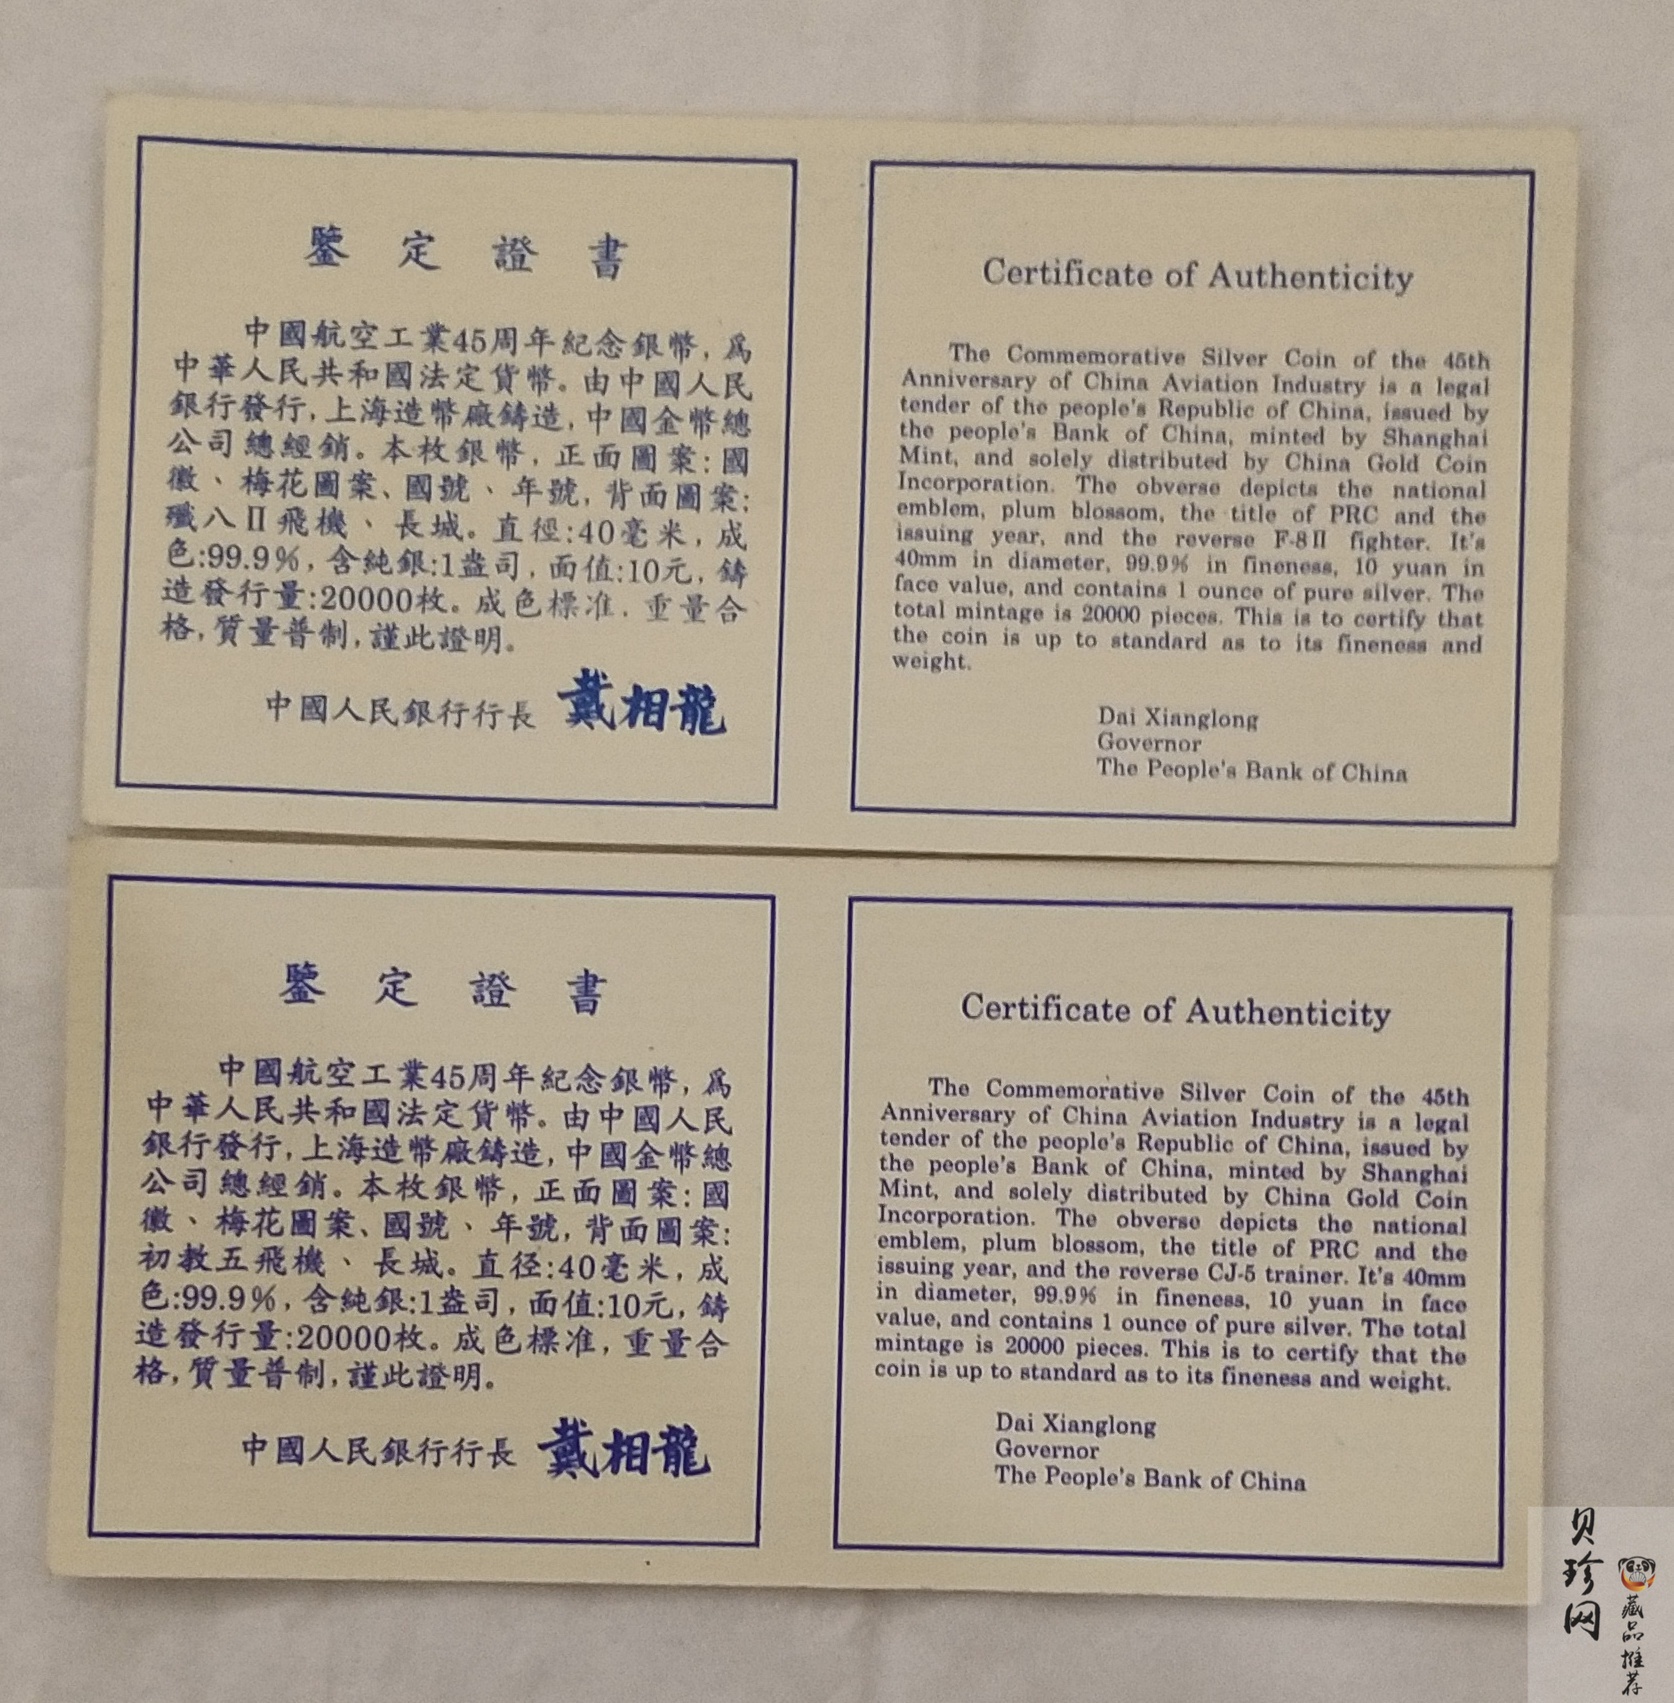 鑒定證書
中國航空工業45周年紀念銀幣，爲
中華人民共和國法定貨幣。由中國人民
銀行發行，上海造幣廠鑄造，中國金幣總
公司總經銷。本枚銀幣，正面圖案：國
徽、梅花圖案、國號、年號，背面圖案：
殲八Ⅱ飛機、長城。直徑：40毫米，成
色：99.9%，含純銀：1盎司，面值：10元，鑄
造發行量：20000枚。成色標准，重量合
格，質量普制，謹此證明。
中國人民銀行行長 戴相龍
Certificate of Authenticity
The Commemorative Silver Coin of the 45th
Anniversary of China Aviation Industry is a legal
tender of the people's Republic of China, issued by
the people's Bank of China, minted by Shanghai
Mint, and solely distributed by China Gold Coin
Incorporation. The obverse depicts the national
emblem, plum blossom, the title of PRC and the
issuing year, and the reverse F-8Ⅱ fighter. It's
40mm in diameter, 99.9% in fineness, 10 yuan in
face value, and contains 1 ounce of pure silver. The
total mintage is 20000 pieces. This is to certify that
the coin is up to standard as to its fineness and
weight.
Dai Xianglong
Governor
The People's Bank of China
鑒定證書
中國航空工業45周年紀念銀幣，爲
中華人民共和國法定貨幣。由中國人民
銀行發行，上海造幣廠鑄造，中國金幣總
公司總經銷。本枚銀幣，正面圖案：國
徽、梅花圖案、國號、年號，背面圖案：
初教五飛機、長城。直径：40毫米，成
色：99.9%，含純銀：1盎司，面值：10元，鑄
造發行量：20000枚。成色標准，重量合
格，質量普制，謹此證明。
中國人民銀行行長 戴相龍
Certificate of Authenticity
The Commemorative Silver Coin of the 45th
Anniversary of China Aviation Industry is a legal
tender of the people's Republic of China, issued by
the people's Bank of China, minted by Shanghai
Mint, and solely distributed by China Gold Coin
Incorporation. The obverse depicts the national
emblem, plum blossom, the title of PRC and the
issuing year, and the reverse CJ-5 trainer. It's 40mm
in diameter, 99.9% in fineness, 10 yuan in face
value, and contains 1 ounce of pure silver. The total
mintage is 20000 pieces. This is to certify that the
coin is up to standard as to its fineness and weight.
Dai Xianglong
Governor
The People's Bank of China
贝珍网
藏品推荐